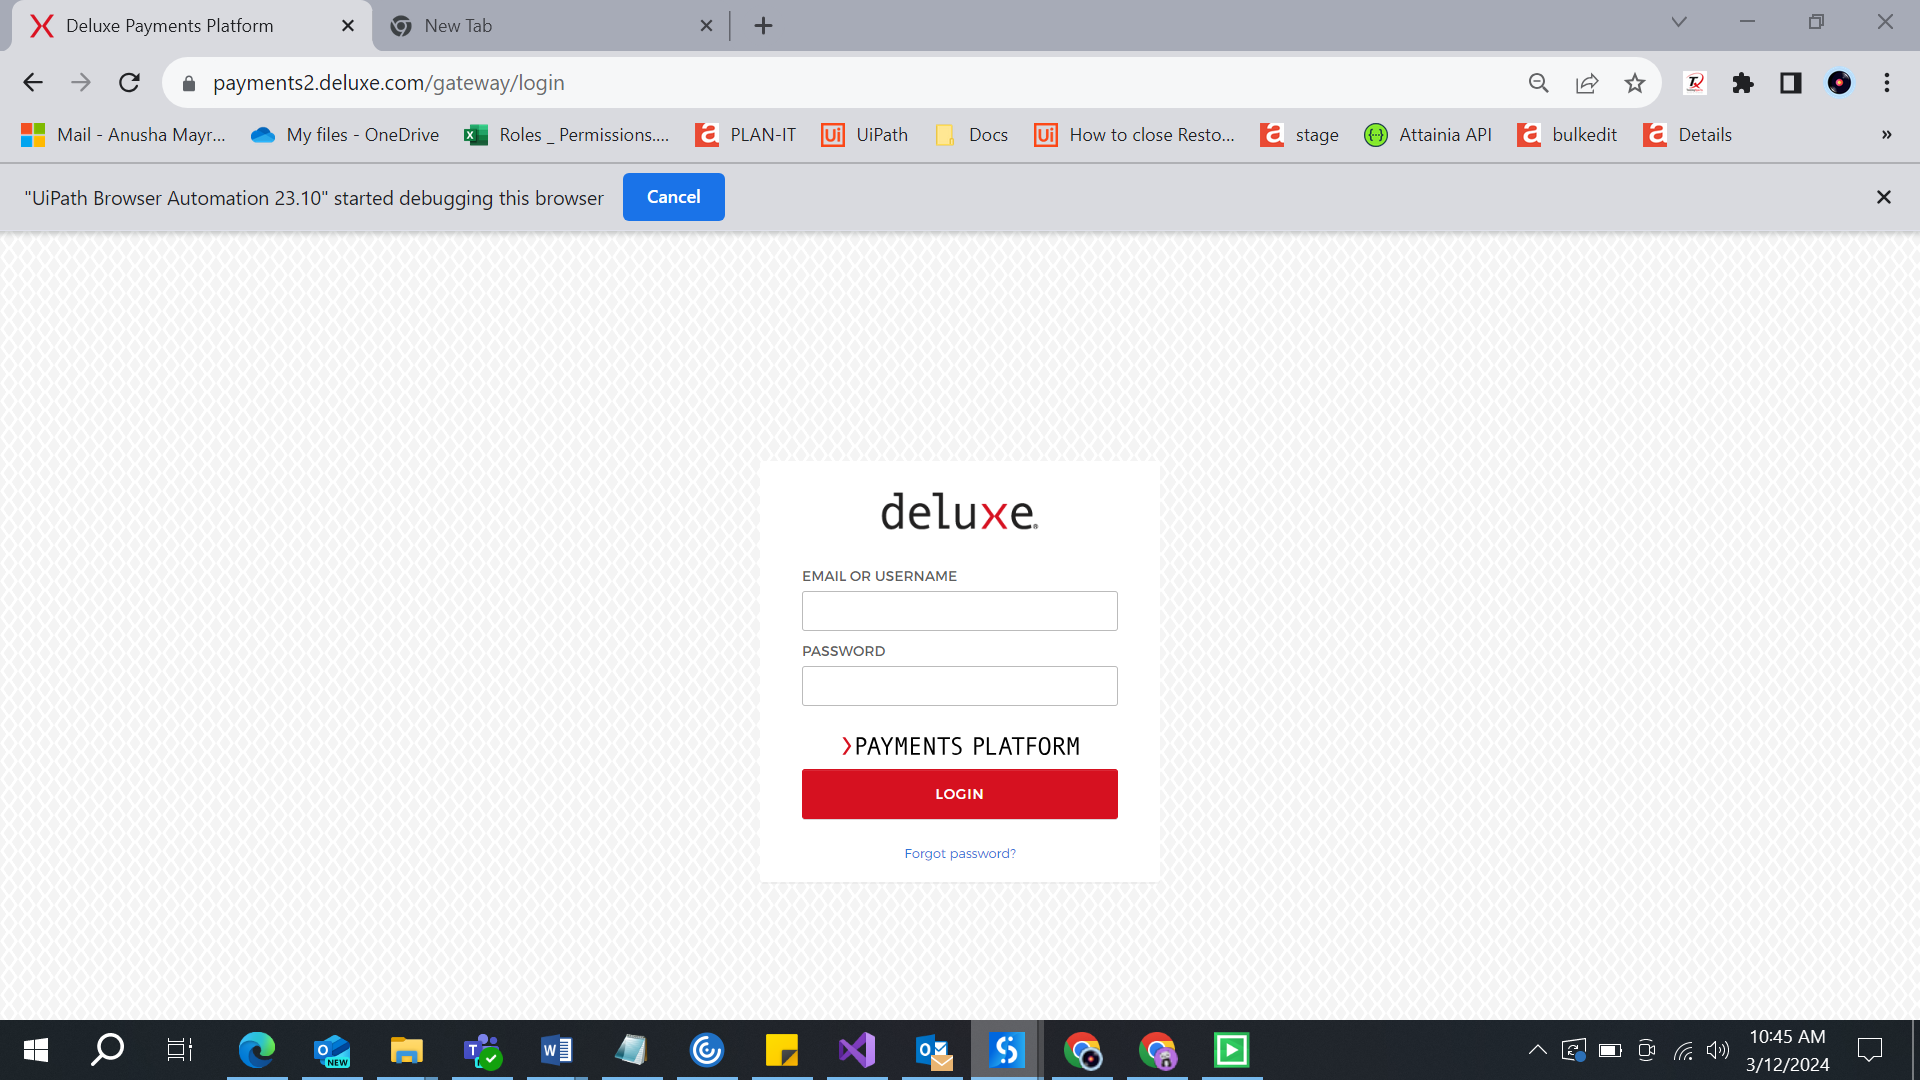 Deluxe Payments Platform
New Tab
payments2.deluxe.com/gateway/login
Mail - Anusha Mayr...
My files - OneDrive
Roles _ Permissions....
PLAN-IT
UiPath
Docs
How to close Resto...
stage
Attainia API
bulkedit
Details
»
"UiPath Browser Automation 23.10" started debugging this browser
Cancel
deluxe®
EMAIL OR USERNAME
PASSWORD
PAYMENTS PLATFORM
LOGIN
Forgot password?
NEW
10:45 AM
3/12/2024